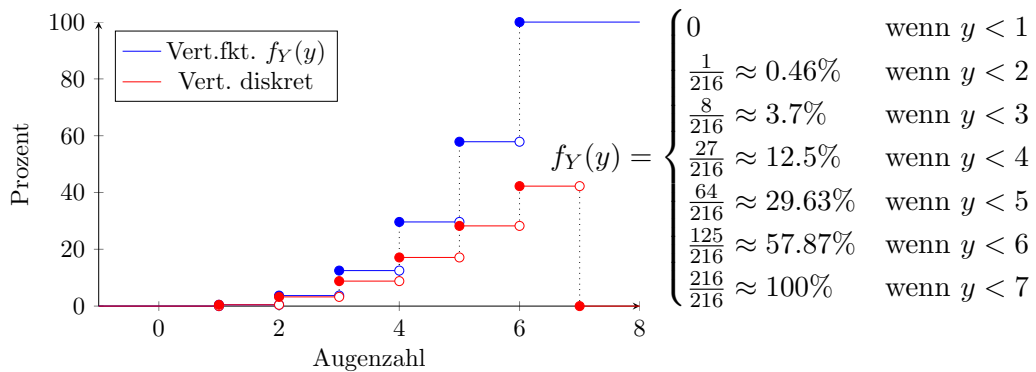 100
80
60
40
20
0
Prozent
0 2 4 6 8
Augenzahl
Vert.fkt. f_Y(y)
Vert. diskret
f_Y(y) =
0 wenn y < 1
1/216 ≈ 0.46% wenn y < 2
8/216 ≈ 3.7% wenn y < 3
27/216 ≈ 12.5% wenn y < 4
64/216 ≈ 29.63% wenn y < 5
125/216 ≈ 57.87% wenn y < 6
216/216 ≈ 100% wenn y < 7